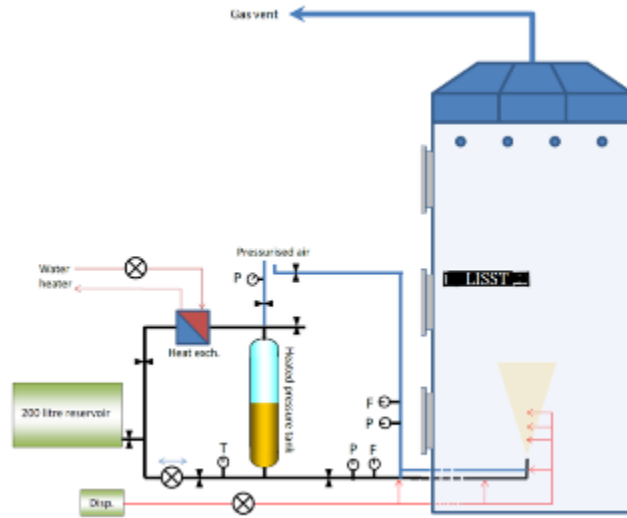 Gas vent
Pressurised air
Water
heater
P
LISST
Heat exch.
Heated pressure tank
200 litre reservoir
F
P
T
P
F
Disp.